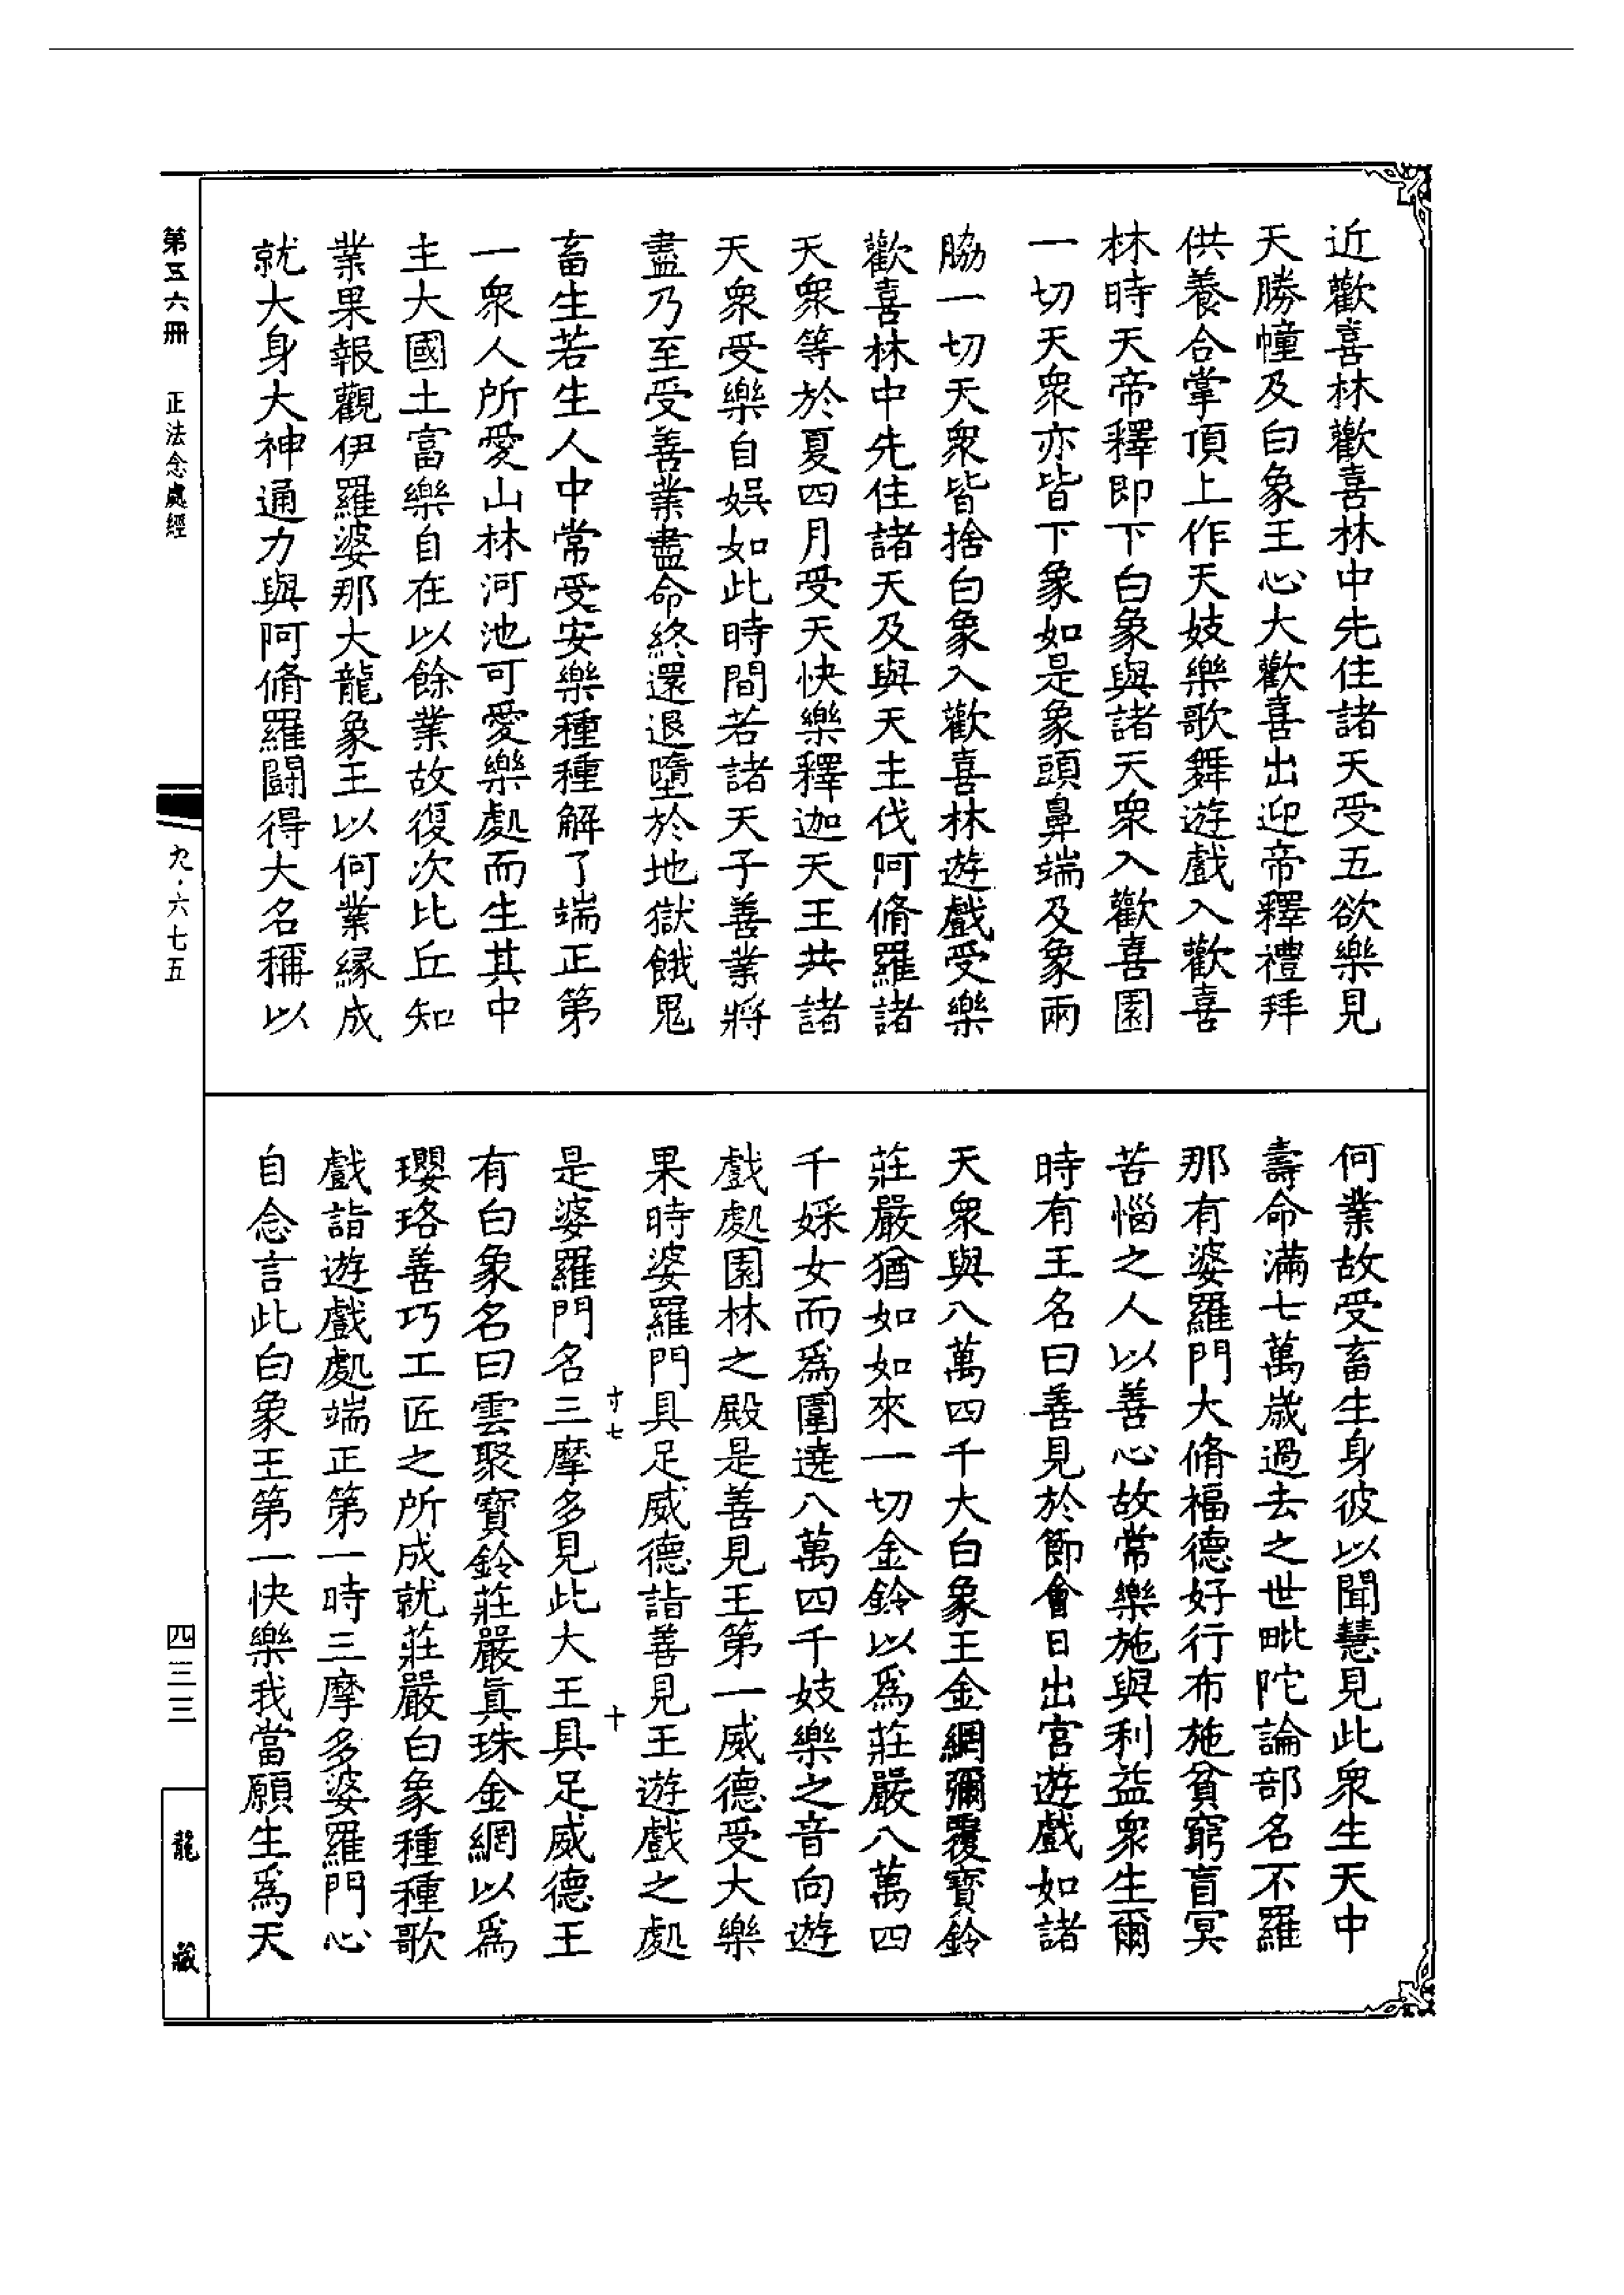 近歡喜林歡喜林中先住諸天受五欲樂見
天勝幢及白象王心大歡喜出迎帝釋禮拜
供養合掌頂上作天妓樂歌舞遊戲入歡喜
林時天帝釋即下白象與諸天衆入歡喜園
一切天衆亦皆下象如是象頭鼻端及象兩
脇一切天衆皆捨白象入歡喜林遊戲受樂
歡喜林中先住諸天及與天主伐阿脩羅諸
天衆等於夏四月受天快樂釋迦天王共諸
天衆受樂自娛如此時間若諸天子善業將
盡乃至受善業盡命終還退墮於地獄餓鬼
畜生若生人中常受安樂種種解了端正第
一衆人所愛山林河池可愛樂處而生其中
主大國土富樂自在以餘業故復次比丘知
業果報觀伊羅婆那大龍象王以何業緣成
就大身大神通力與阿脩羅鬬得大名稱以
何業故受畜生身彼以聞慧見此衆生天中
壽命滿七萬歲過去之世毗陀論部名不羅
那有婆羅門大脩福德好行布施貧窮盲冥
苦惱之人以善心故常樂施與利益衆生爾
時有王名曰善見於節會日出宮遊戲如諸
天衆與八萬四千大白象王金網彌覆寶鈴
莊嚴猶如如來一切金鈴以爲莊嚴八萬四
千婇女而爲圍遶八萬四千妓樂之音向遊
戲處園林之殿是善見王第一威德受大樂
果時婆羅門具足威德詣善見王遊戲之處
是婆羅門名三摩多見此大王具足威德王
有白象名曰雲聚寶鈴莊嚴眞珠金網以爲
瓔珞善巧工匠之所成就莊嚴白象種種歌
戲詣遊戲處端正第一時三摩多婆羅門心
自念言此白象王第一快樂我當願生爲天
寸七
十
第五六冊 正法念處經
九·六七五
四三三
龍藏